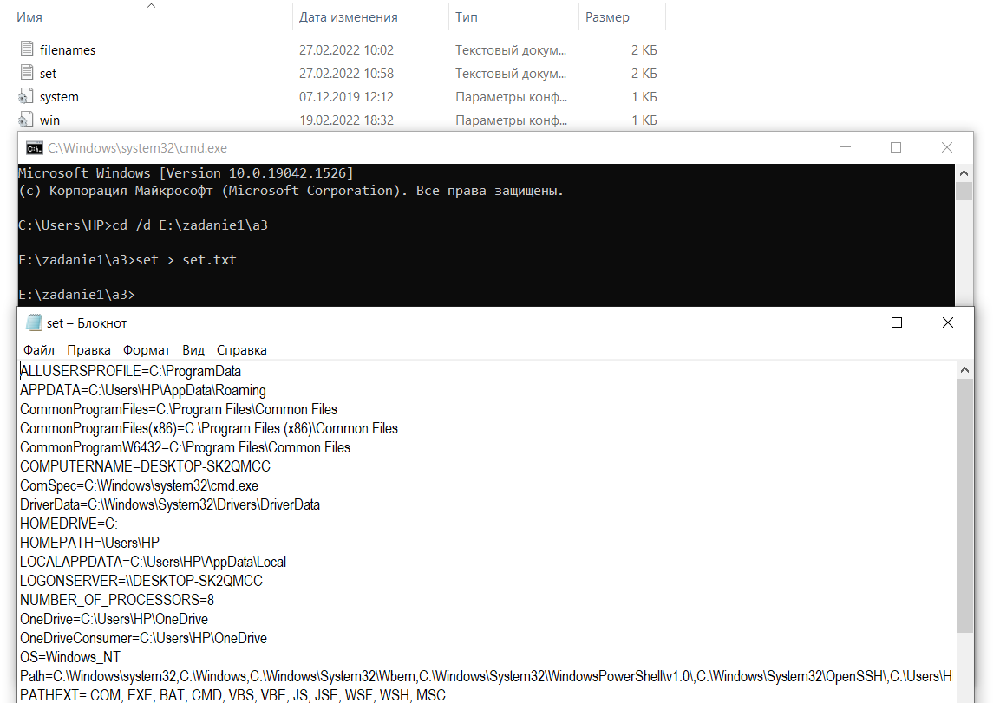 Имя Дата изменения Тип Размер
filenames 27.02.2022 10:02 Текстовый докум... 2 КБ
set 27.02.2022 10:58 Текстовый докум... 2 КБ
system 07.12.2019 12:12 Параметры конф... 1 КБ
win 19.02.2022 18:32 Параметры конф... 1 КБ
C:\Windows\system32\cmd.exe
Microsoft Windows [Version 10.0.19042.1526]
(c) Корпорация Майкрософт (Microsoft Corporation). Все права защищены.
C:\Users\HP>cd /d E:\zadanie1\a3
E:\zadanie1\a3>set > set.txt
E:\zadanie1\a3>
set – Блокнот
Файл Правка Формат Вид Справка
ALLUSERSPROFILE=C:\ProgramData
APPDATA=C:\Users\HP\AppData\Roaming
CommonProgramFiles=C:\Program Files\Common Files
CommonProgramFiles(x86)=C:\Program Files (x86)\Common Files
CommonProgramW6432=C:\Program Files\Common Files
COMPUTERNAME=DESKTOP-SK2QMCC
ComSpec=C:\Windows\system32\cmd.exe
DriverData=C:\Windows\System32\Drivers\DriverData
HOMEDRIVE=C:
HOMEPATH=\Users\HP
LOCALAPPDATA=C:\Users\HP\AppData\Local
LOGONSERVER=\\DESKTOP-SK2QMCC
NUMBER_OF_PROCESSORS=8
OneDrive=C:\Users\HP\OneDrive
OneDriveConsumer=C:\Users\HP\OneDrive
OS=Windows_NT
Path=C:\Windows\system32;C:\Windows;C:\Windows\System32\Wbem;C:\Windows\System32\WindowsPowerShell\v1.0\;C:\Windows\System32\OpenSSH\;C:\Users\H
PATHEXT=.COM;.EXE;.BAT;.CMD;.VBS;.VBE;.JS;.JSE;.WSF;.WSH;.MSC